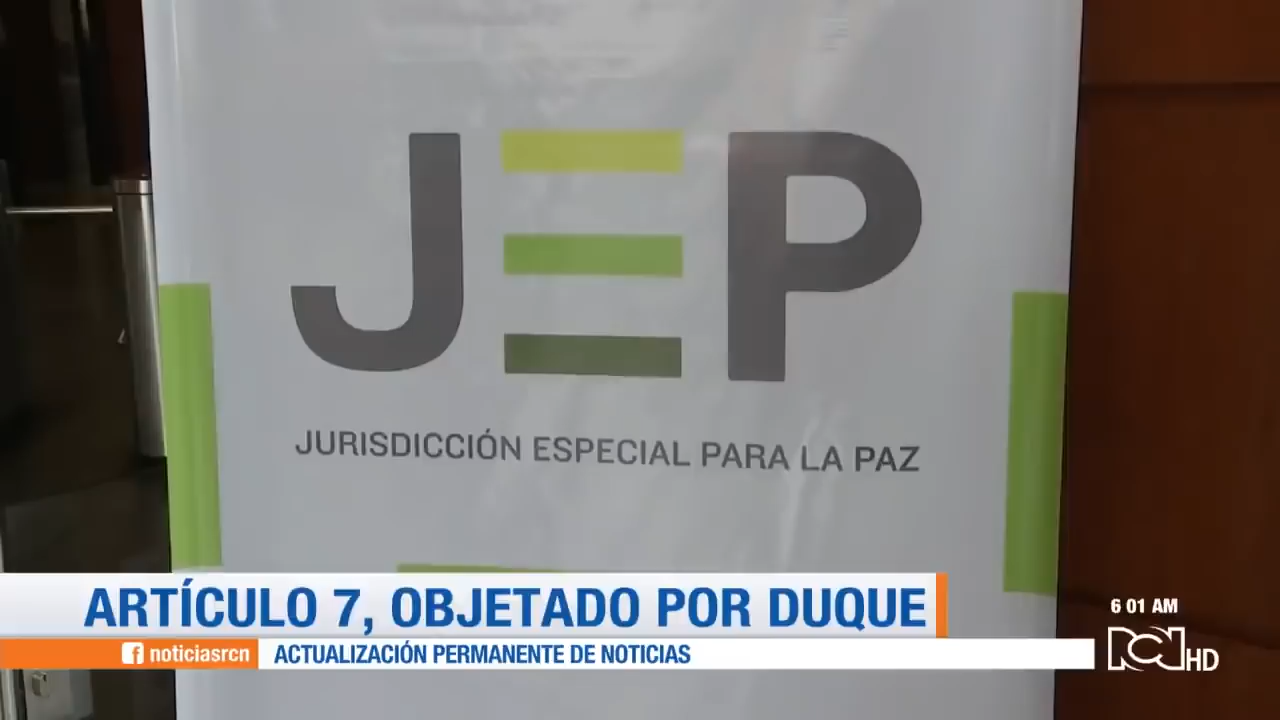 JEP
JURISDICCIÓN ESPECIAL PARA LA PAZ
ARTÍCULO 7, OBJETADO POR DUQUE
6 01 AM
noticiasrcn
ACTUALIZACIÓN PERMANENTE DE NOTICIAS
RCN HD